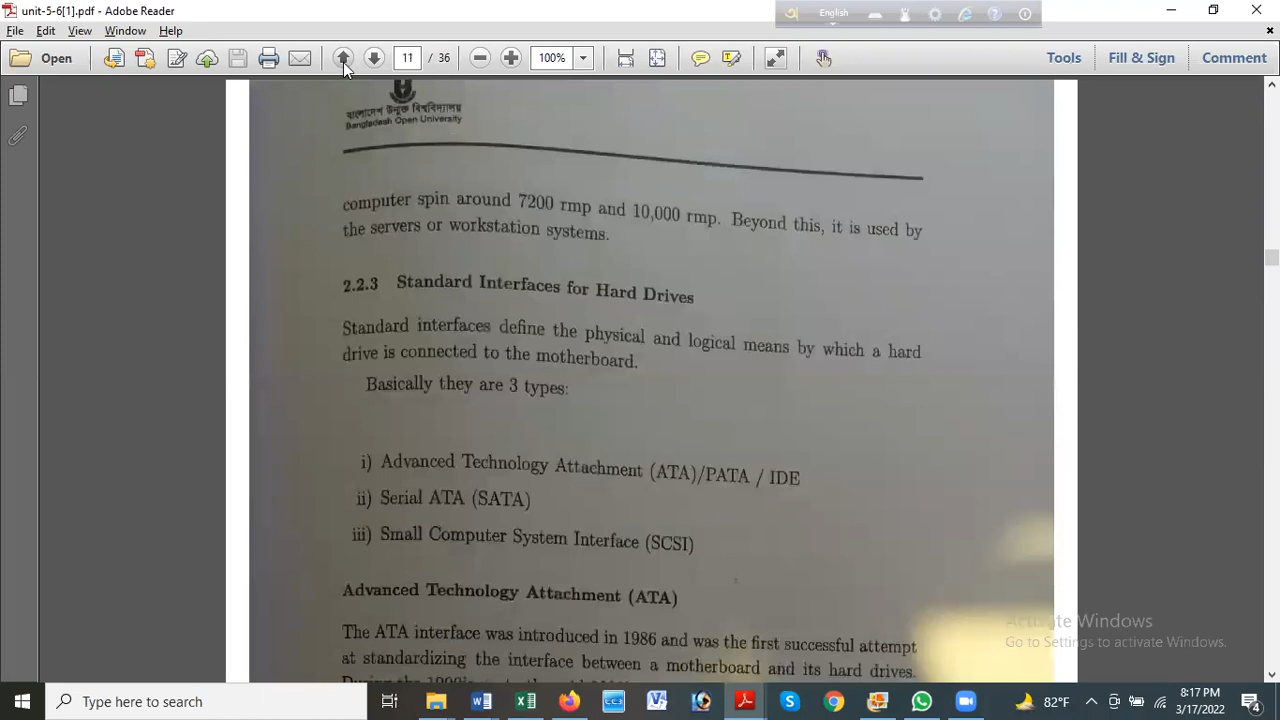 unit-5-6[1].pdf - Adobe Reader
English
File Edit View Window Help
Open 11 / 36 100% Tools Fill & Sign Comment
বাংলাদেশ উন্মুক্ত বিশ্ববিদ্যালয়
Bangladesh Open University
computer spin around 7200 rmp and 10,000 rmp. Beyond this, it is used by
the servers or workstation systems.
2.2.3 Standard Interfaces for Hard Drives
Standard interfaces define the physical and logical means by which a hard
drive is connected to the motherboard.
Basically they are 3 types:
i) Advanced Technology Attachment (ATA)/PATA / IDE
ii) Serial ATA (SATA)
iii) Small Computer System Interface (SCSI)
Advanced Technology Attachment (ATA)
The ATA interface was introduced in 1986 and was the first successful attempt
at standardizing the interface between a motherboard and its hard drives.
Activate Windows
Go to Settings to activate Windows.
Type here to search
82°F
8:17 PM
3/17/2022